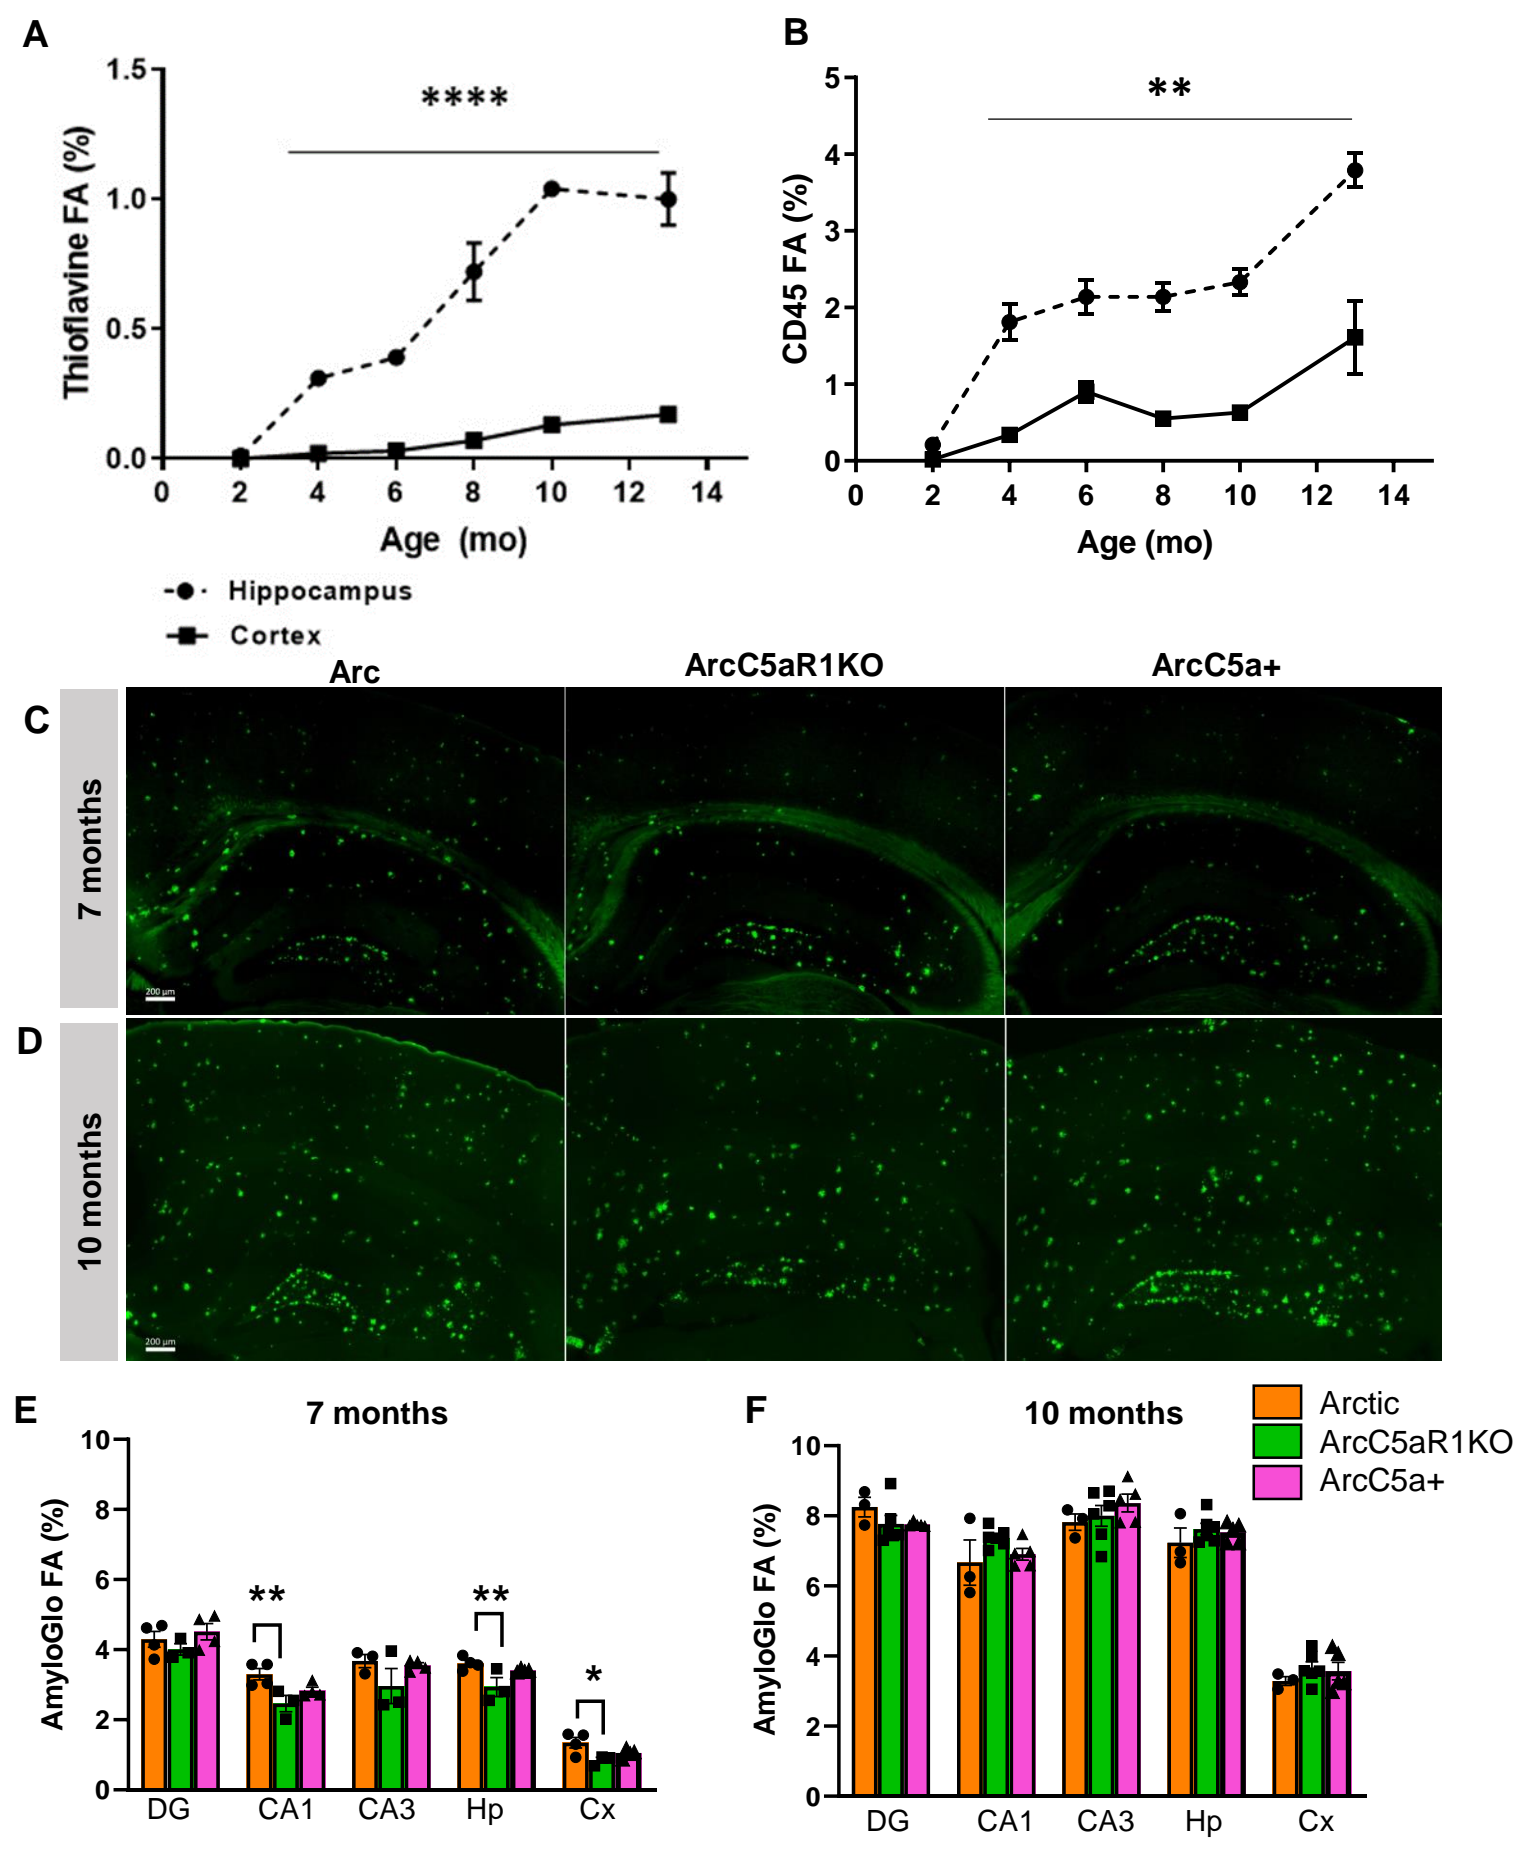 A
B
1.5
1.0
0.5
0.0
Thioflavine FA (%)
****
0 2 4 6 8 10 12 14
Age (mo)
Hippocampus
Cortex
5
4
3
2
1
0
CD45 FA (%)
**
0 2 4 6 8 10 12 14
Age (mo)
Arc
ArcC5aR1KO
ArcC5a+
C
7 months
200 µm
D
10 months
200 µm
E
7 months
10
8
6
4
2
0
AmyloGlo FA (%)
**
**
*
DG CA1 CA3 Hp Cx
F
10 months
Arctic
ArcC5aR1KO
ArcC5a+
10
8
6
4
2
0
AmyloGlo FA (%)
DG CA1 CA3 Hp Cx